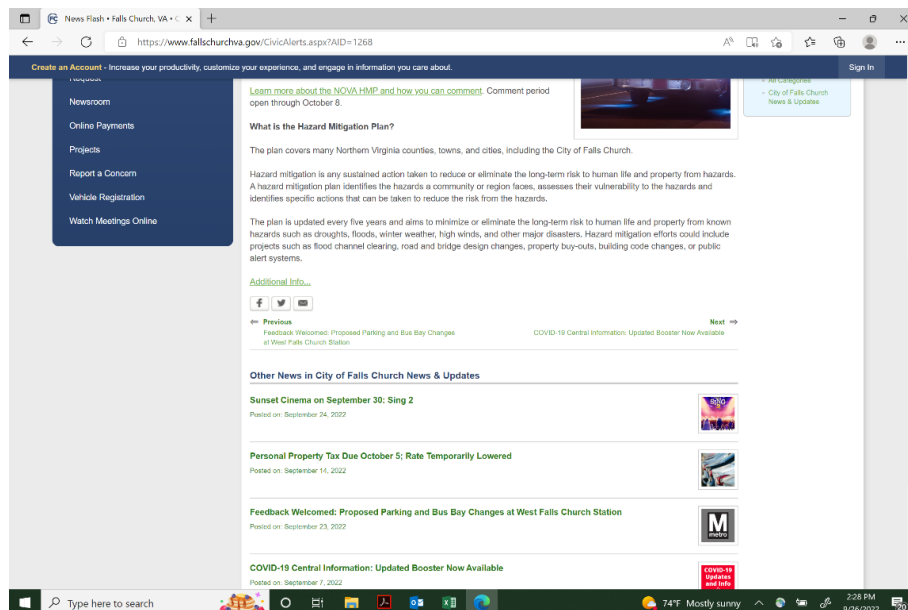 News Flash • Falls Church, VA • C
https://www.fallschurchva.gov/CivicAlerts.aspx?AID=1268
Create an Account - Increase your productivity, customize your experience, and engage in information you care about.
Sign In
Request
Newsroom
Online Payments
Projects
Report a Concern
Vehicle Registration
Watch Meetings Online
Learn more about the NOVA HMP and how you can comment. Comment period
open through October 8.
All Categories
City of Falls Church
News & Updates
What is the Hazard Mitigation Plan?
The plan covers many Northern Virginia counties, towns, and cities, including the City of Falls Church.
Hazard mitigation is any sustained action taken to reduce or eliminate the long-term risk to human life and property from hazards.
A hazard mitigation plan identifies the hazards a community or region faces, assesses their vulnerability to the hazards and
identifies specific actions that can be taken to reduce the risk from the hazards.
The plan is updated every five years and aims to minimize or eliminate the long-term risk to human life and property from known
hazards such as droughts, floods, winter weather, high winds, and other major disasters. Hazard mitigation efforts could include
projects such as flood channel clearing, road and bridge design changes, property buy-outs, building code changes, or public
alert systems.
Additional Info...
Previous
Feedback Welcomed: Proposed Parking and Bus Bay Changes
at West Falls Church Station
Next
COVID-19 Central Information: Updated Booster Now Available
Other News in City of Falls Church News & Updates
Sunset Cinema on September 30: Sing 2
Posted on: September 24, 2022
SING
Personal Property Tax Due October 5; Rate Temporarily Lowered
Posted on: September 14, 2022
Feedback Welcomed: Proposed Parking and Bus Bay Changes at West Falls Church Station
Posted on: September 23, 2022
M
metro
COVID-19 Central Information: Updated Booster Now Available
Posted on: September 7, 2022
COVID-19
Updates
and Info
Type here to search
74°F Mostly sunny
2:28 PM
9/26/2022
20